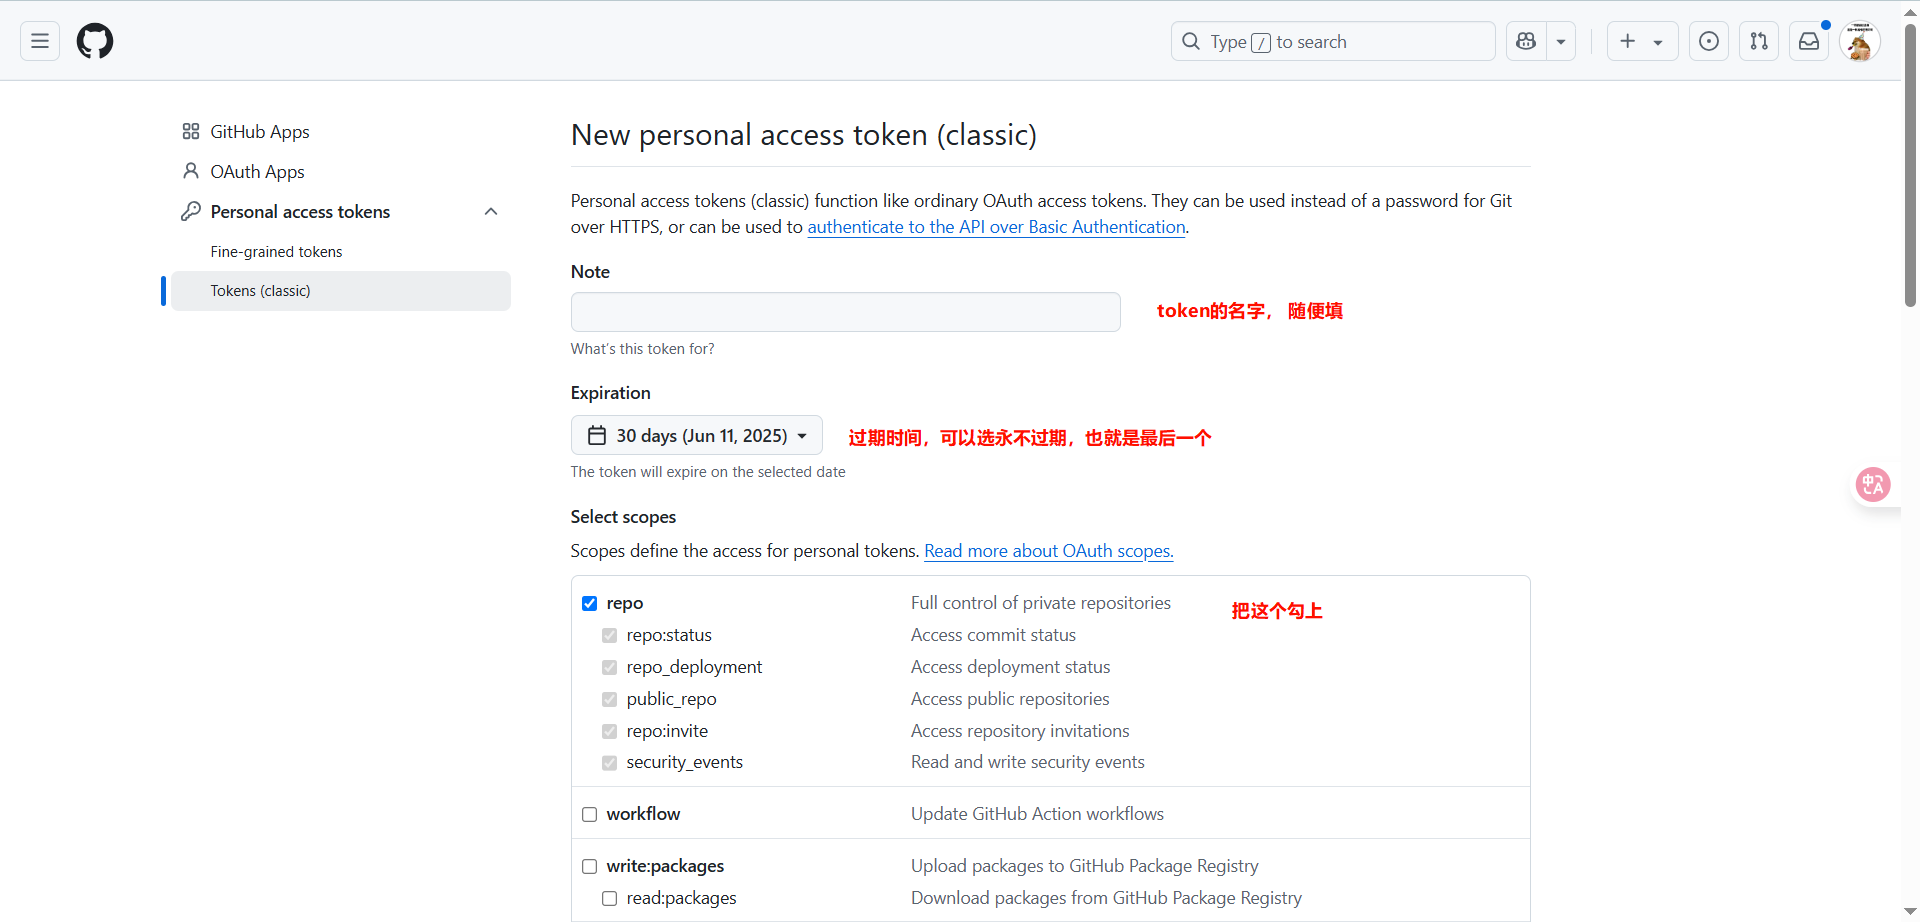 Type / to search
GitHub Apps
OAuth Apps
Personal access tokens
Fine-grained tokens
Tokens (classic)
New personal access token (classic)
Personal access tokens (classic) function like ordinary OAuth access tokens. They can be used instead of a password for Git
over HTTPS, or can be used to authenticate to the API over Basic Authentication.
Note
token的名字， 随便填
What's this token for?
Expiration
30 days (Jun 11, 2025)
过期时间，可以选永不过期，也就是最后一个
The token will expire on the selected date
Select scopes
Scopes define the access for personal tokens. Read more about OAuth scopes.
repo Full control of private repositories
把这个勾上
repo:status Access commit status
repo_deployment Access deployment status
public_repo Access public repositories
repo:invite Access repository invitations
security_events Read and write security events
workflow Update GitHub Action workflows
write:packages Upload packages to GitHub Package Registry
read:packages Download packages from GitHub Package Registry
中A